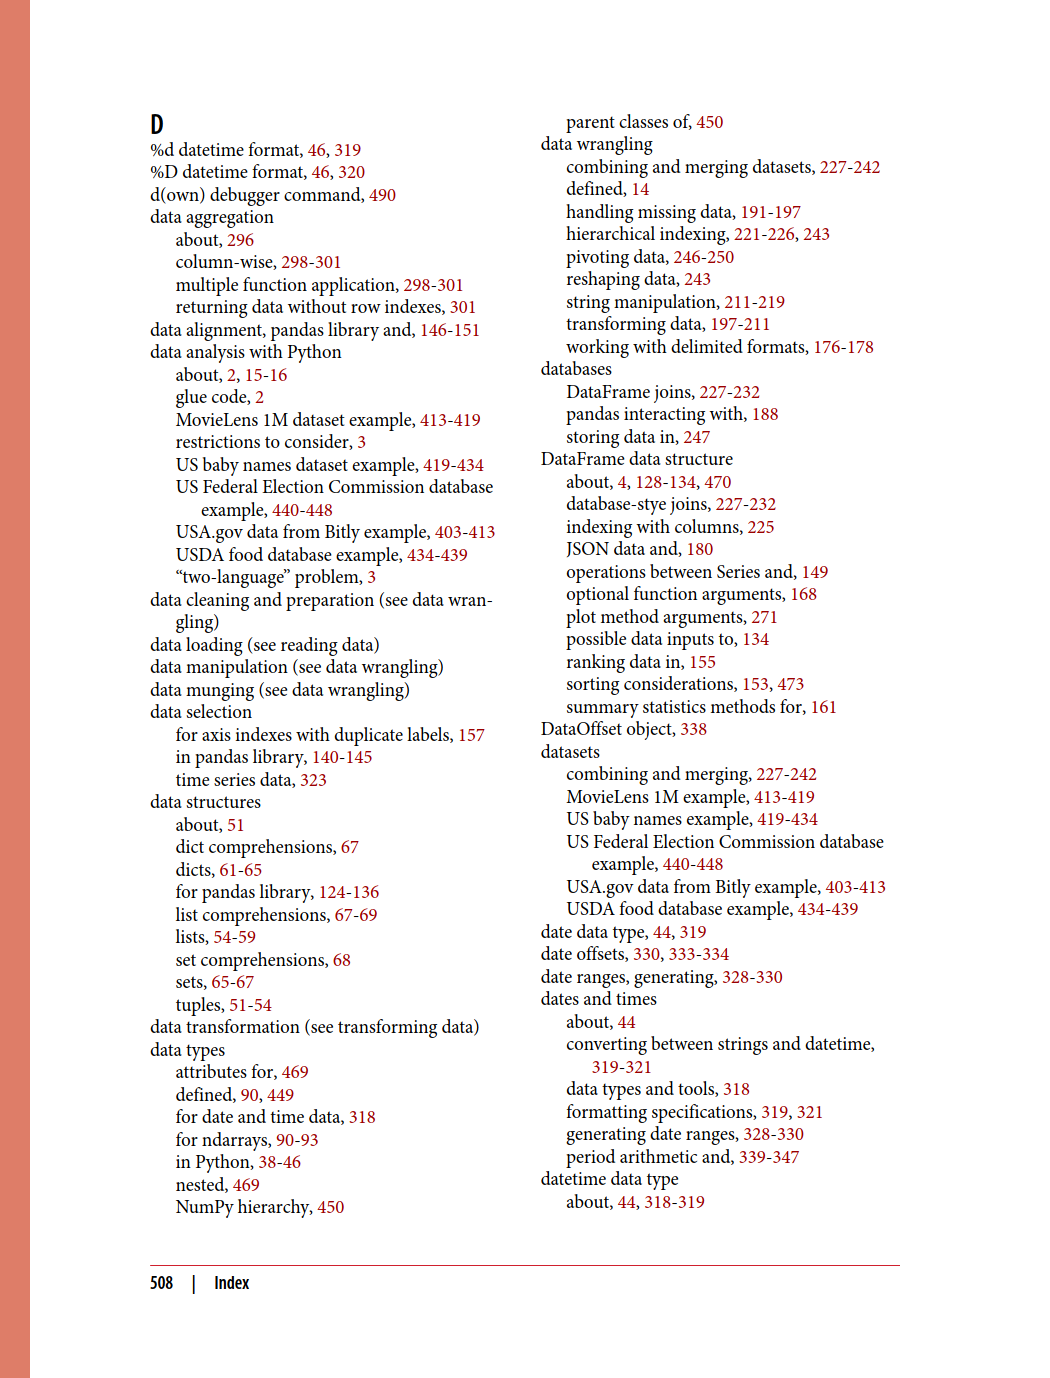 D
%d datetime format, 46, 319
%D datetime format, 46, 320
d(own) debugger command, 490
data aggregation
about, 296
column-wise, 298-301
multiple function application, 298-301
returning data without row indexes, 301
data alignment, pandas library and, 146-151
data analysis with Python
about, 2, 15-16
glue code, 2
MovieLens 1M dataset example, 413-419
restrictions to consider, 3
US baby names dataset example, 419-434
US Federal Election Commission database
example, 440-448
USA.gov data from Bitly example, 403-413
USDA food database example, 434-439
“two-language” problem, 3
data cleaning and preparation (see data wran-
gling)
data loading (see reading data)
data manipulation (see data wrangling)
data munging (see data wrangling)
data selection
for axis indexes with duplicate labels, 157
in pandas library, 140-145
time series data, 323
data structures
about, 51
dict comprehensions, 67
dicts, 61-65
for pandas library, 124-136
list comprehensions, 67-69
lists, 54-59
set comprehensions, 68
sets, 65-67
tuples, 51-54
data transformation (see transforming data)
data types
attributes for, 469
defined, 90, 449
for date and time data, 318
for ndarrays, 90-93
in Python, 38-46
nested, 469
NumPy hierarchy, 450
parent classes of, 450
data wrangling
combining and merging datasets, 227-242
defined, 14
handling missing data, 191-197
hierarchical indexing, 221-226, 243
pivoting data, 246-250
reshaping data, 243
string manipulation, 211-219
transforming data, 197-211
working with delimited formats, 176-178
databases
DataFrame joins, 227-232
pandas interacting with, 188
storing data in, 247
DataFrame data structure
about, 4, 128-134, 470
database-stye joins, 227-232
indexing with columns, 225
JSON data and, 180
operations between Series and, 149
optional function arguments, 168
plot method arguments, 271
possible data inputs to, 134
ranking data in, 155
sorting considerations, 153, 473
summary statistics methods for, 161
DataOffset object, 338
datasets
combining and merging, 227-242
MovieLens 1M example, 413-419
US baby names example, 419-434
US Federal Election Commission database
example, 440-448
USA.gov data from Bitly example, 403-413
USDA food database example, 434-439
date data type, 44, 319
date offsets, 330, 333-334
date ranges, generating, 328-330
dates and times
about, 44
converting between strings and datetime,
319-321
data types and tools, 318
formatting specifications, 319, 321
generating date ranges, 328-330
period arithmetic and, 339-347
datetime data type
about, 44, 318-319
508 | Index